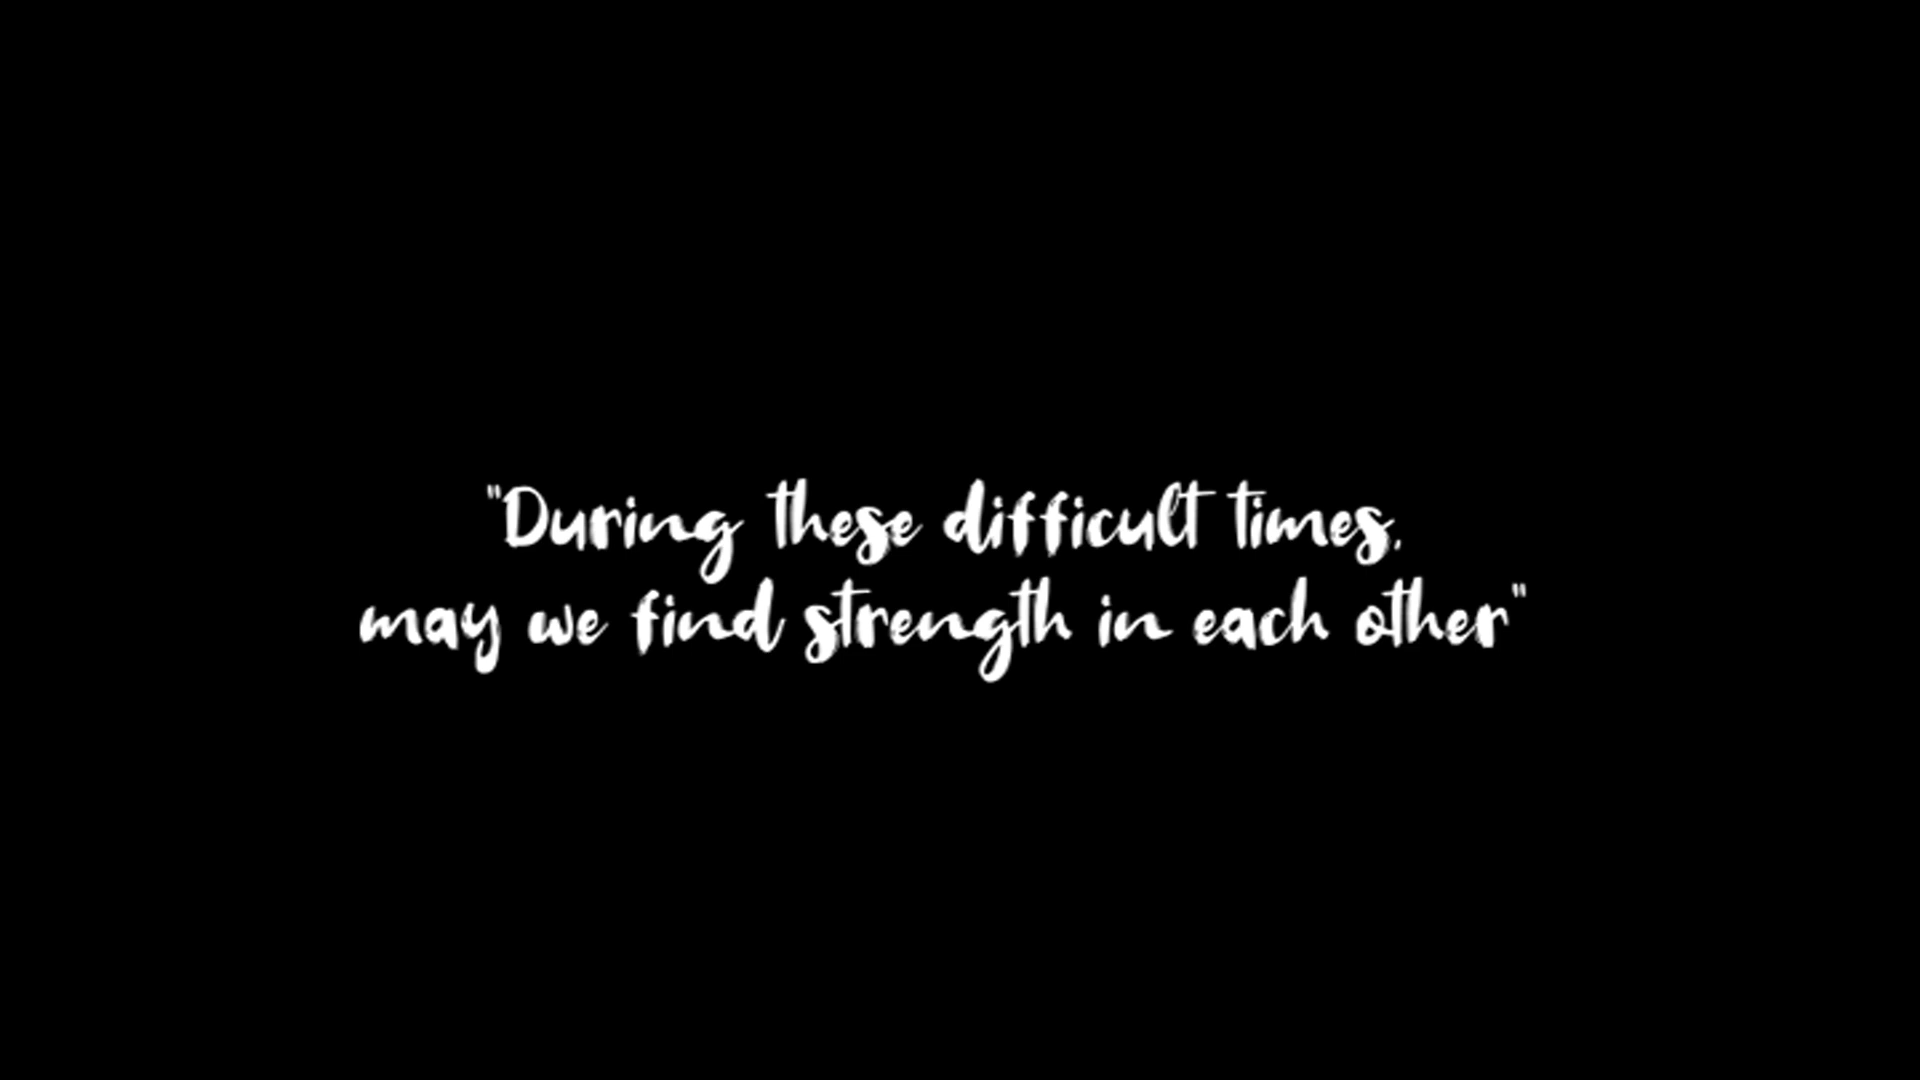 "During these difficult times,
may we find strength in each other"